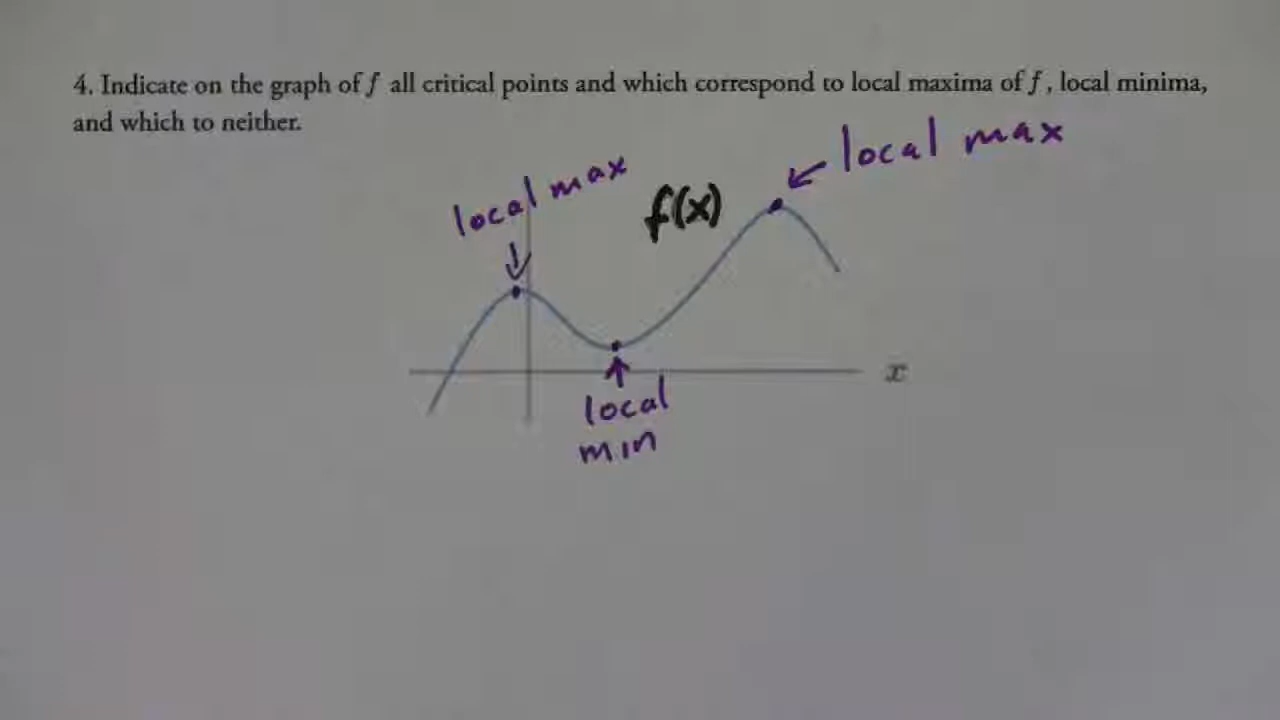 4. Indicate on the graph of f all critical points and which correspond to local maxima of f, local minima,
and which to neither.
local max
f(x)
local max
x
local
min